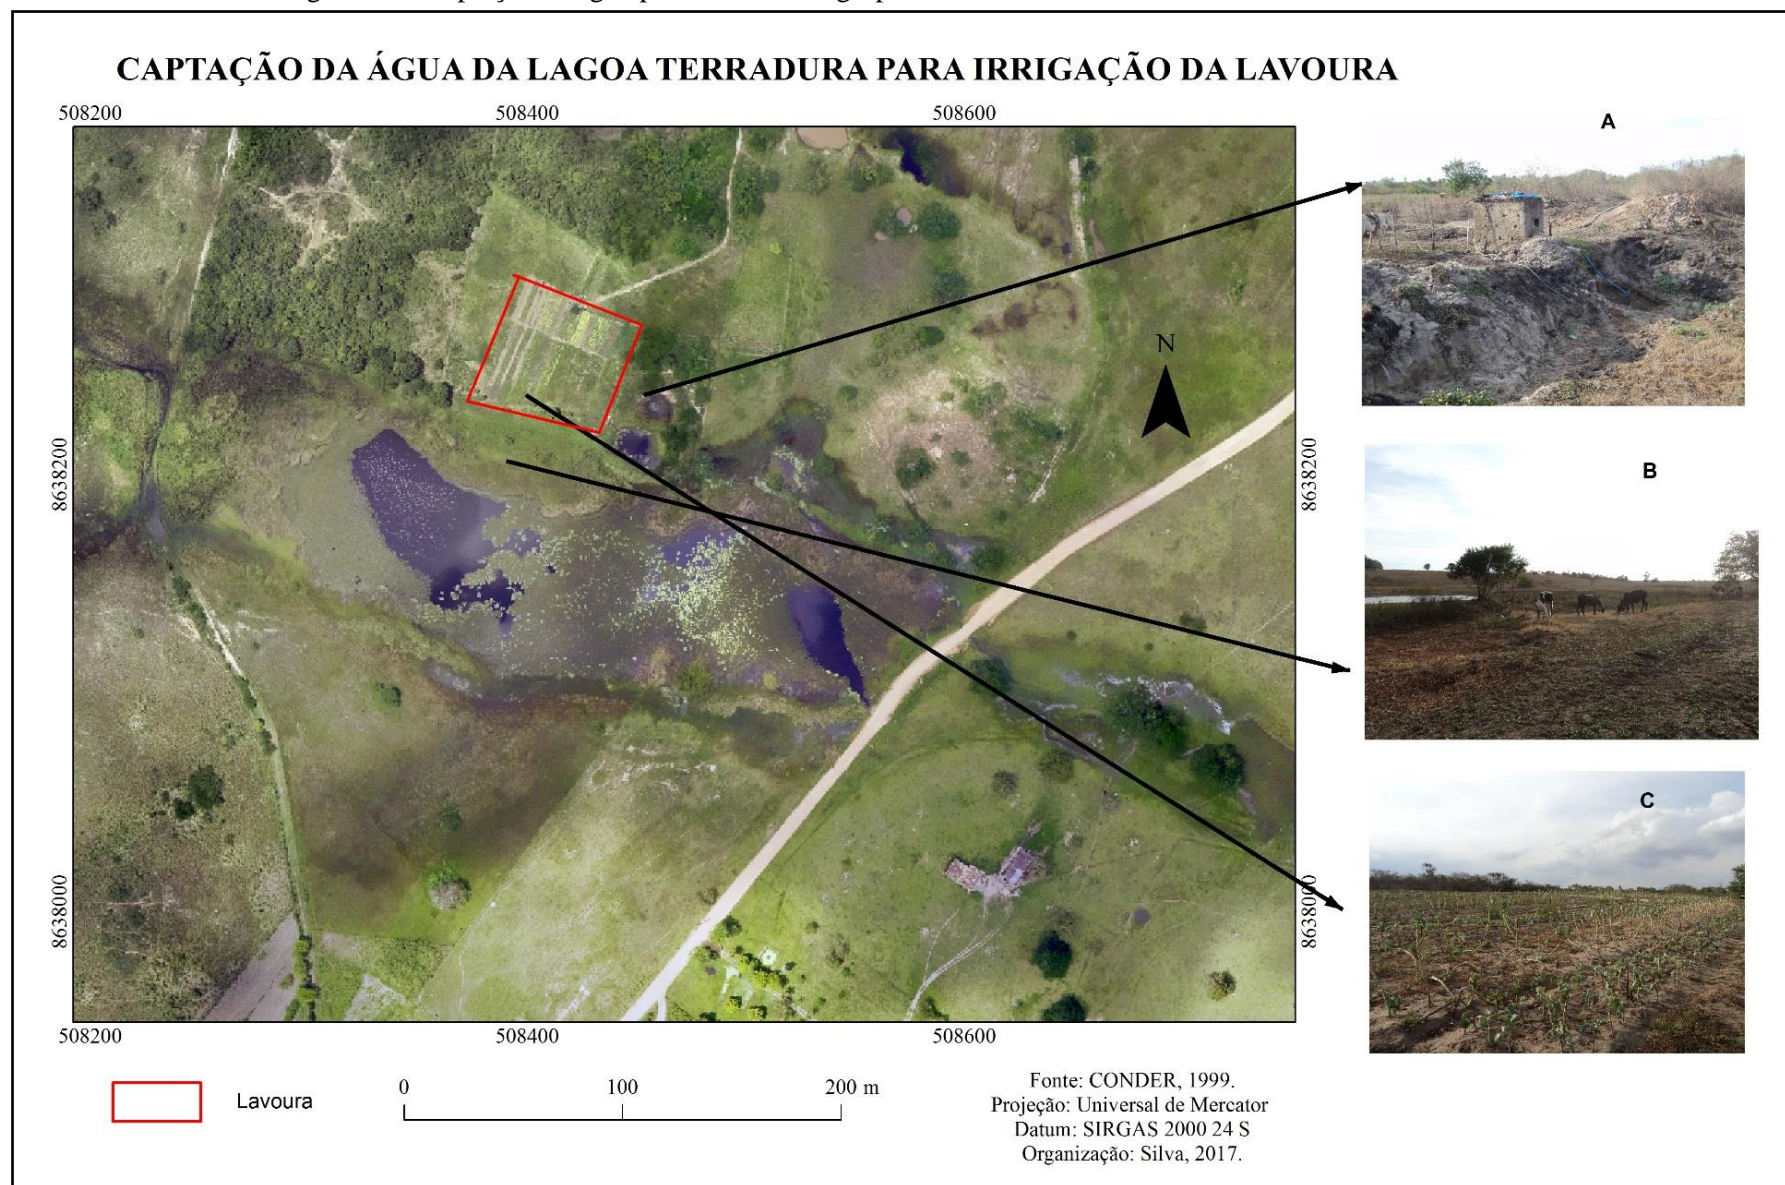 CAPTAÇÃO DA ÁGUA DA LAGOA TERRADURA PARA IRRIGAÇÃO DA LAVOURA
508200
508400
508600
A
N
8638200
8638200
B
C
8638000
8638000
508200
508400
508600
Lavoura
0
100
200 m
Fonte: CONDER, 1999.
Projeção: Universal de Mercator
Datum: SIRGAS 2000 24 S
Organização: Silva, 2017.